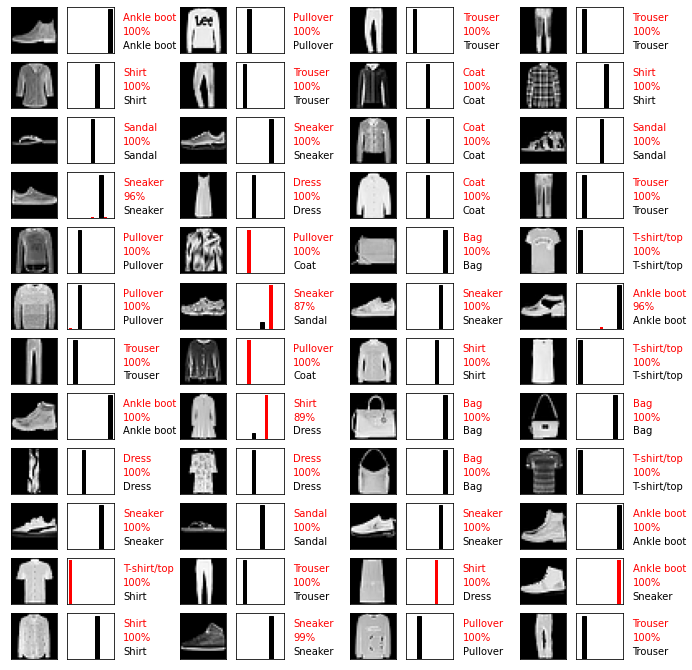 Ankle boot
100%
Ankle boot
Lee
Pullover
100%
Pullover
Trouser
100%
Trouser
Trouser
100%
Trouser
Shirt
100%
Shirt
Trouser
100%
Trouser
Coat
100%
Coat
Shirt
100%
Shirt
Sandal
100%
Sandal
Sneaker
100%
Sneaker
Coat
100%
Coat
Sandal
100%
Sandal
Sneaker
96%
Sneaker
Dress
100%
Dress
Coat
100%
Coat
Trouser
100%
Trouser
Pullover
100%
Pullover
Pullover
100%
Coat
Bag
100%
Bag
T-shirt/top
100%
T-shirt/top
Pullover
100%
Pullover
Sneaker
87%
Sandal
Sneaker
100%
Sneaker
Ankle boot
96%
Ankle boot
Trouser
100%
Trouser
Pullover
100%
Coat
Shirt
100%
Shirt
T-shirt/top
100%
T-shirt/top
Ankle boot
100%
Ankle boot
Shirt
89%
Dress
Bag
100%
Bag
Bag
100%
Bag
Dress
100%
Dress
Dress
100%
Dress
Bag
100%
Bag
T-shirt/top
100%
T-shirt/top
Sneaker
100%
Sneaker
Sandal
100%
Sandal
Sneaker
100%
Sneaker
Ankle boot
100%
Ankle boot
T-shirt/top
100%
Shirt
Trouser
100%
Trouser
Shirt
100%
Dress
Ankle boot
100%
Sneaker
Shirt
100%
Shirt
Sneaker
99%
Sneaker
Pullover
100%
Pullover
Trouser
100%
Trouser